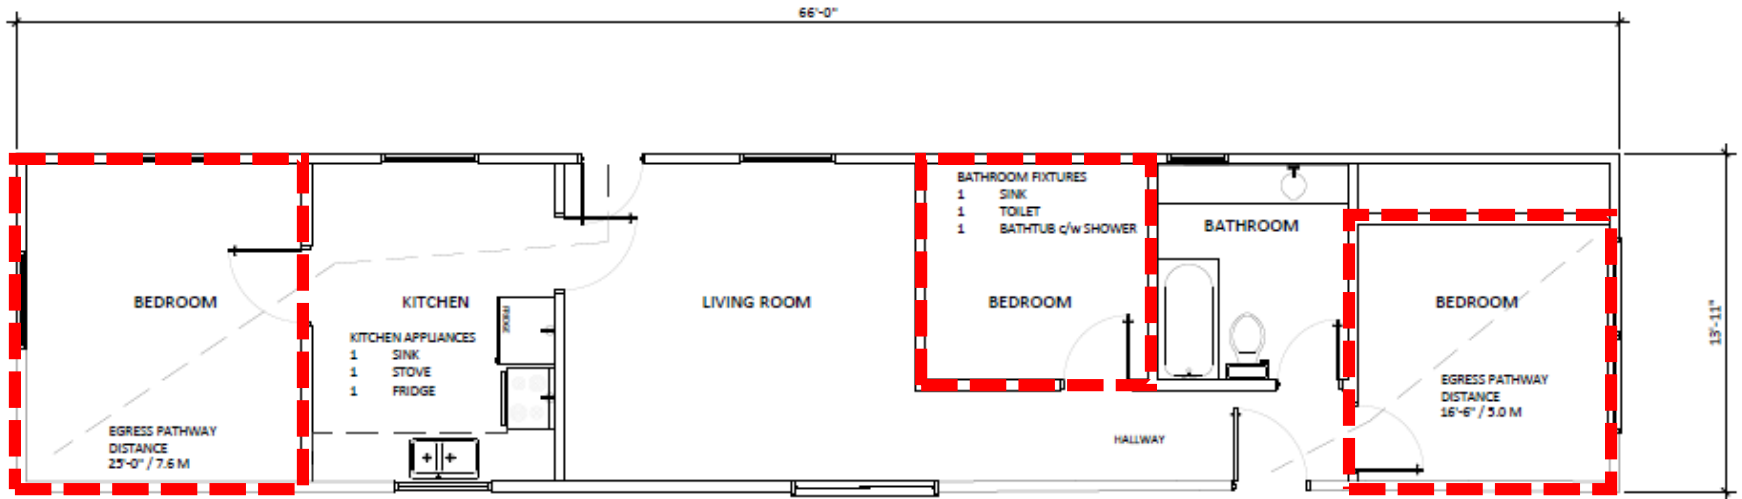 66'-0"
BATHROOM FIXTURES
1 SINK
1 TOILET
1 BATHTUB c/w SHOWER
BATHROOM
BEDROOM
KITCHEN
LIVING ROOM
BEDROOM
BEDROOM
FRIDGE
13'-11"
KITCHEN APPLIANCES
1 SINK
1 STOVE
1 FRIDGE
EGRESS PATHWAY
DISTANCE
16'-6" / 5.0 M
EGRESS PATHWAY
DISTANCE
25'-0" / 7.6 M
HALLWAY